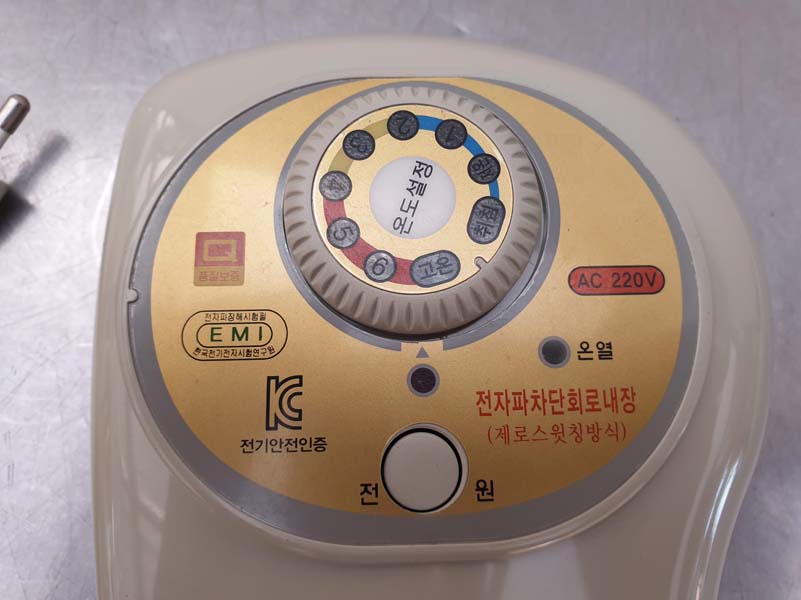 온도설정
취침
저온
1
2
3
4
5
6
고온
Q
품질보증
AC 220V
전자파장해시험필
EMI
한국전기전자시험연구원
온열
전자파차단회로내장
(제로스윗칭방식)
전기안전인증
전 원